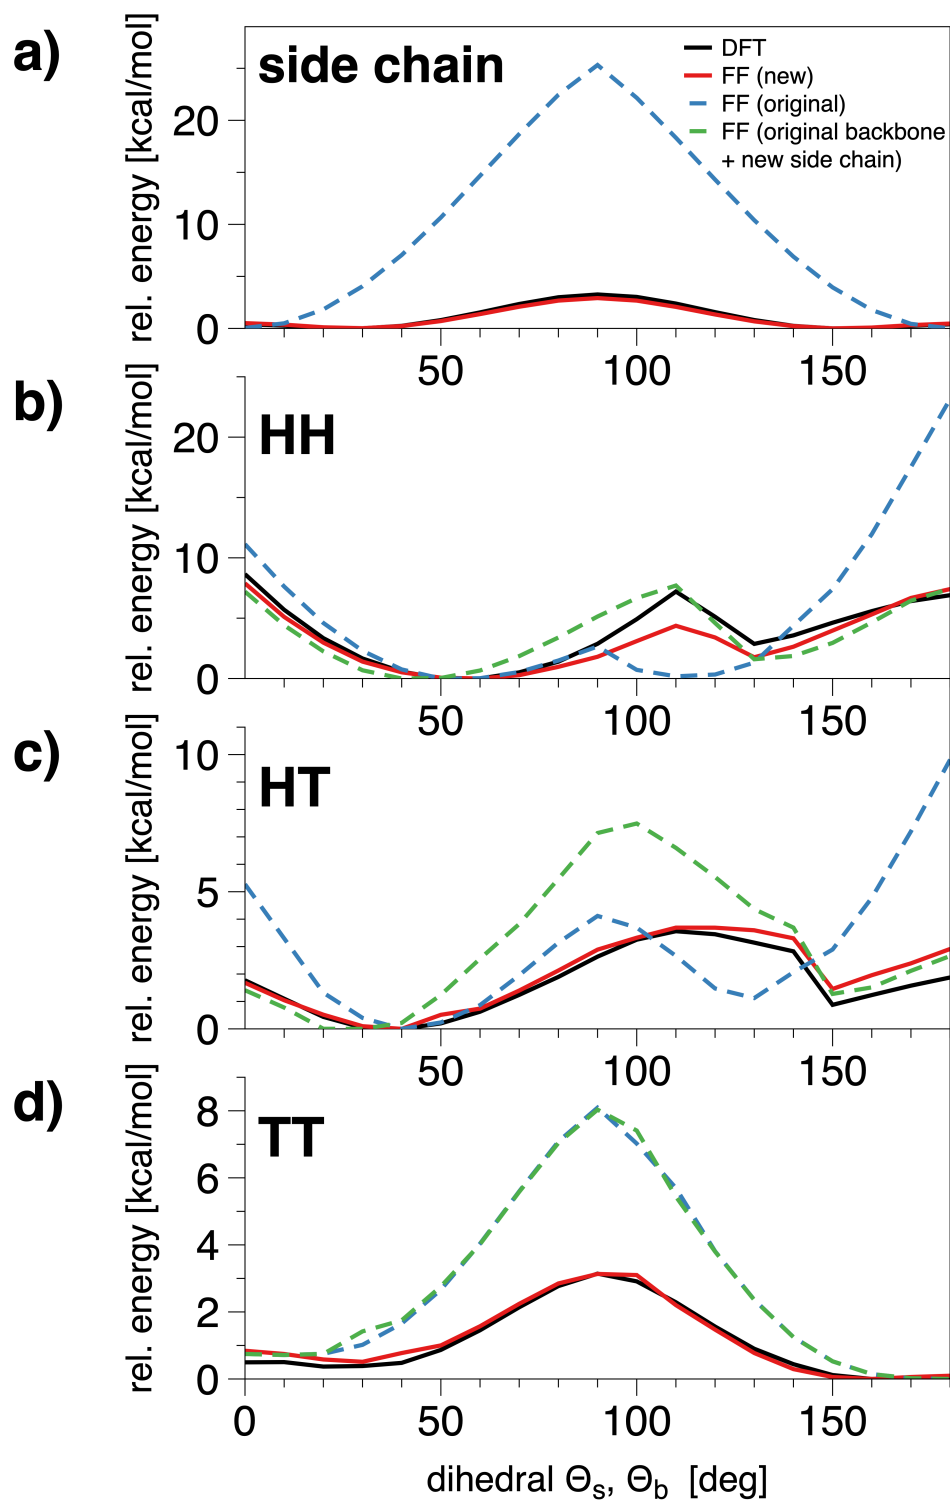 a)
side chain
DFT
FF (new)
FF (original)
FF (original backbone
+ new side chain)
rel. energy [kcal/mol]
20
10
0
50 100 150
b)
HH
rel. energy [kcal/mol]
20
10
0
50 100 150
c)
HT
rel. energy [kcal/mol]
10
5
0
50 100 150
d)
TT
rel. energy [kcal/mol]
8
6
4
2
0
0 50 100 150
dihedral Θs, Θb [deg]